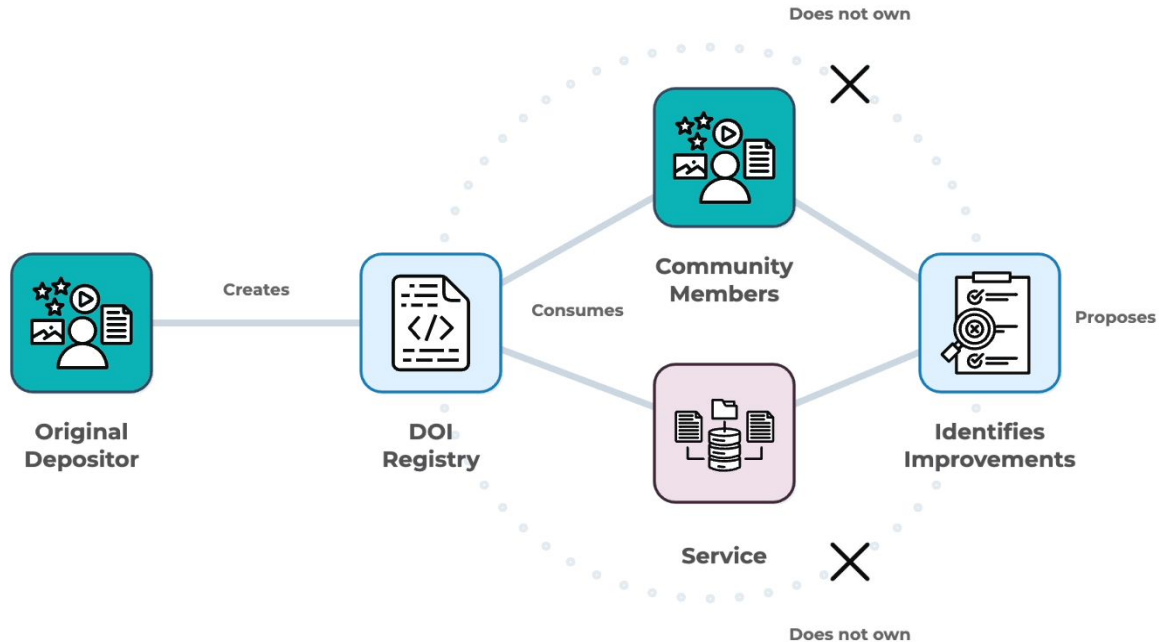 Does not own
Creates
Original
Depositor
DOI
Registry
Consumes
Community
Members
Service
Identifies
Improvements
Proposes
Does not own